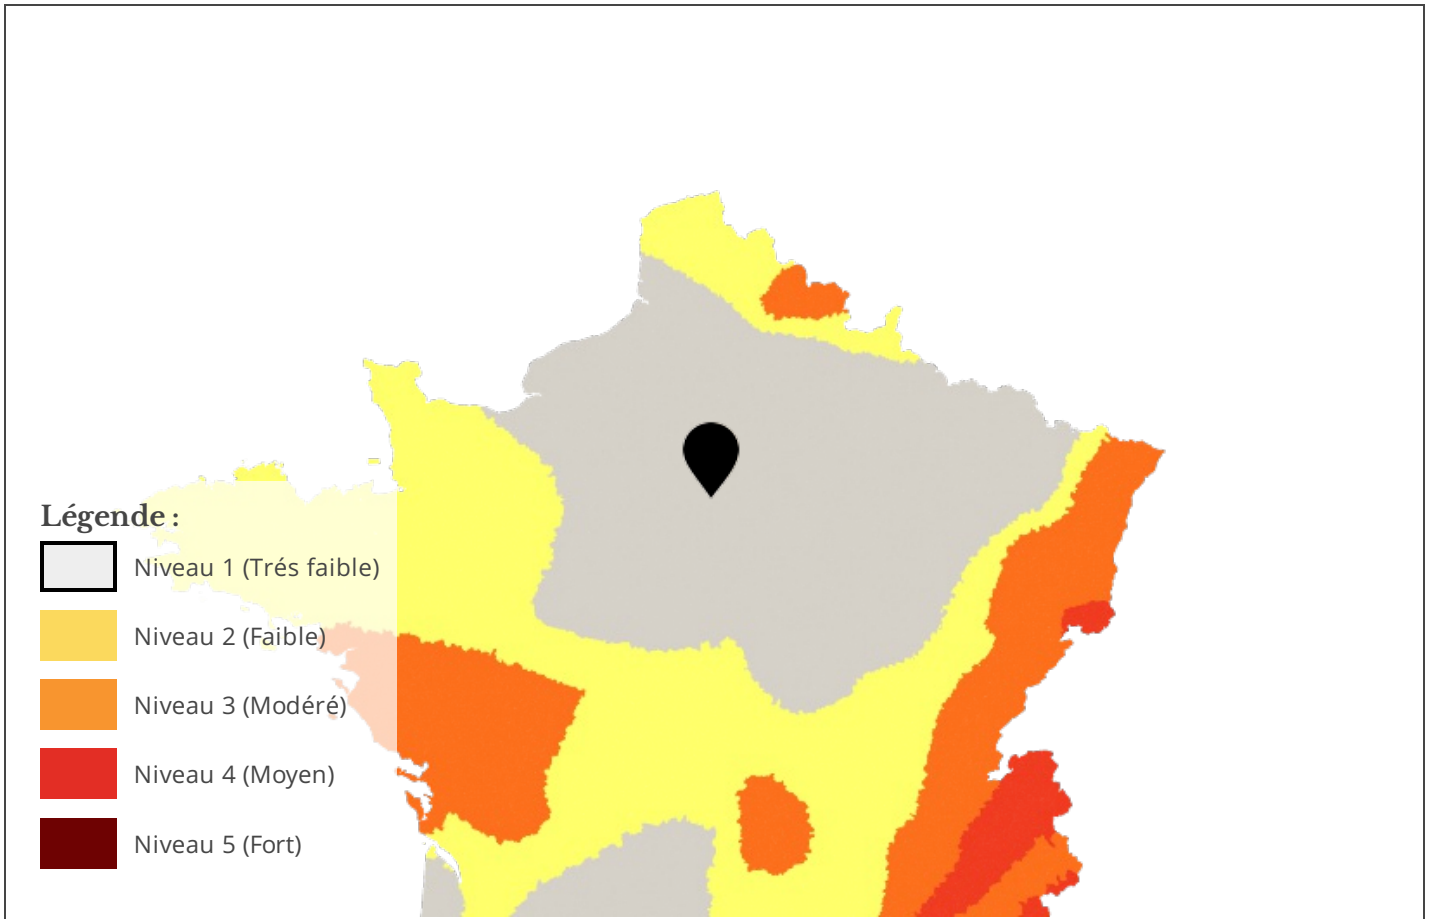 Légende :
Niveau 1 (Trés faible)
Niveau 2 (Faible)
Niveau 3 (Modéré)
Niveau 4 (Moyen)
Niveau 5 (Fort)